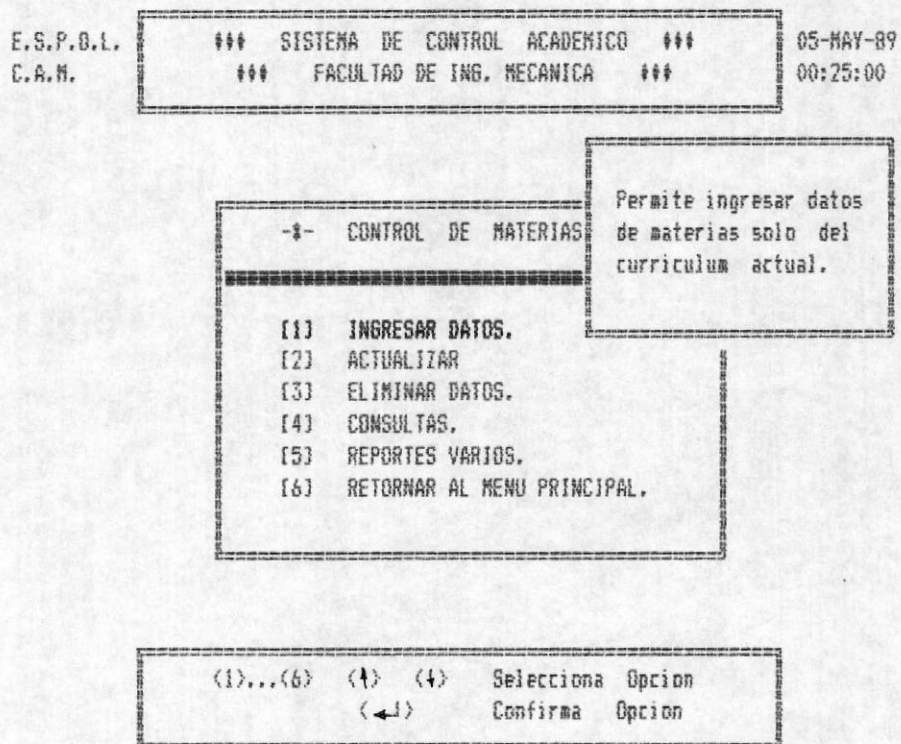 E.S.P.O.L. ### SISTEMA DE CONTROL ACADEMICO ### 05-MAY-89
C.A.M. ### FACULTAD DE ING. MECANICA ### 00:25:00
Permite ingresar datos
de materias solo del
curriculum actual.
-*- CONTROL DE MATERIAS
[1] INGRESAR DATOS.
[2] ACTUALIZAR
[3] ELIMINAR DATOS.
[4] CONSULTAS.
[5] REPORTES VARIOS.
[6] RETORNAR AL MENU PRINCIPAL.
<1>...<6> <↑> <↓> Selecciona Opcion
<↵> Confirma Opcion